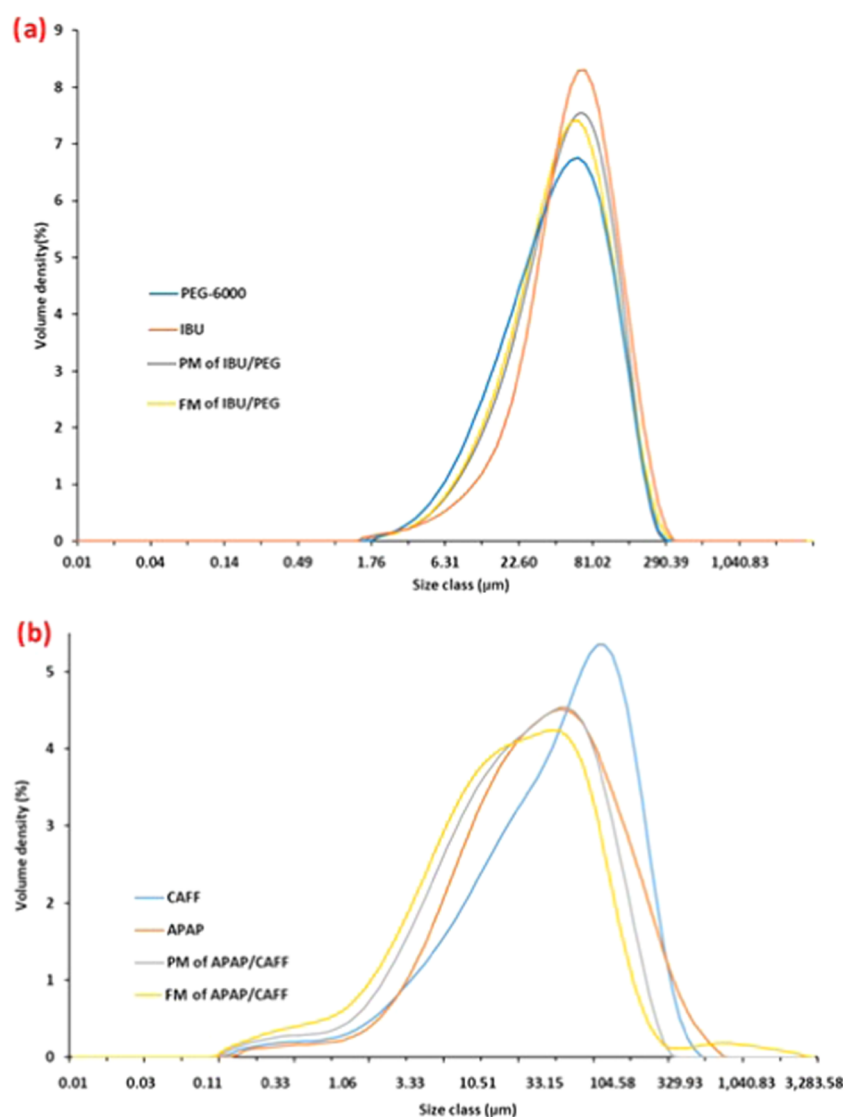 (a)
9
8
7
6
5
4
3
2
1
0
Volume density(%)
PEG-6000
IBU
PM of IBU/PEG
FM of IBU/PEG
0.01 0.04 0.14 0.49 1.76 6.31 22.60 81.02 290.39 1,040.83
Size class (µm)
(b)
5
4
3
2
1
0
Volume density (%)
CAFF
APAP
PM of APAP/CAFF
FM of APAP/CAFF
0.01 0.03 0.11 0.33 1.06 3.33 10.51 33.15 104.58 329.93 1,040.83 3,283.58
Size class (µm)